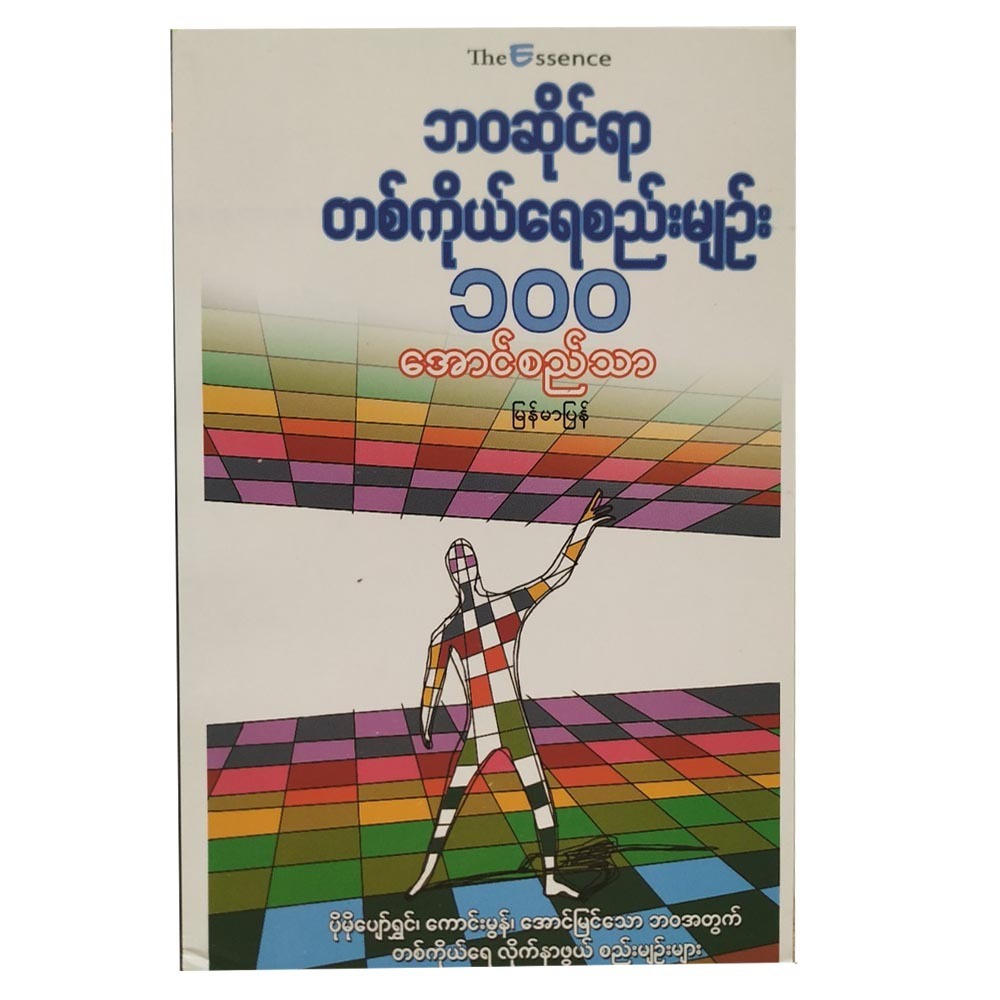 The Essence
ဘဝဆိုင်ရာ
တစ်ကိုယ်ရေစည်းမျဉ်း
၁၀၀
အောင်စည်သာ
မြန်မာပြန်
ပိုမိုပျော်ရွှင်၊ ကောင်းမွန်၊ အောင်မြင်သော ဘဝအတွက်
တစ်ကိုယ်ရေ လိုက်နာဖွယ် စည်းမျဉ်းများ